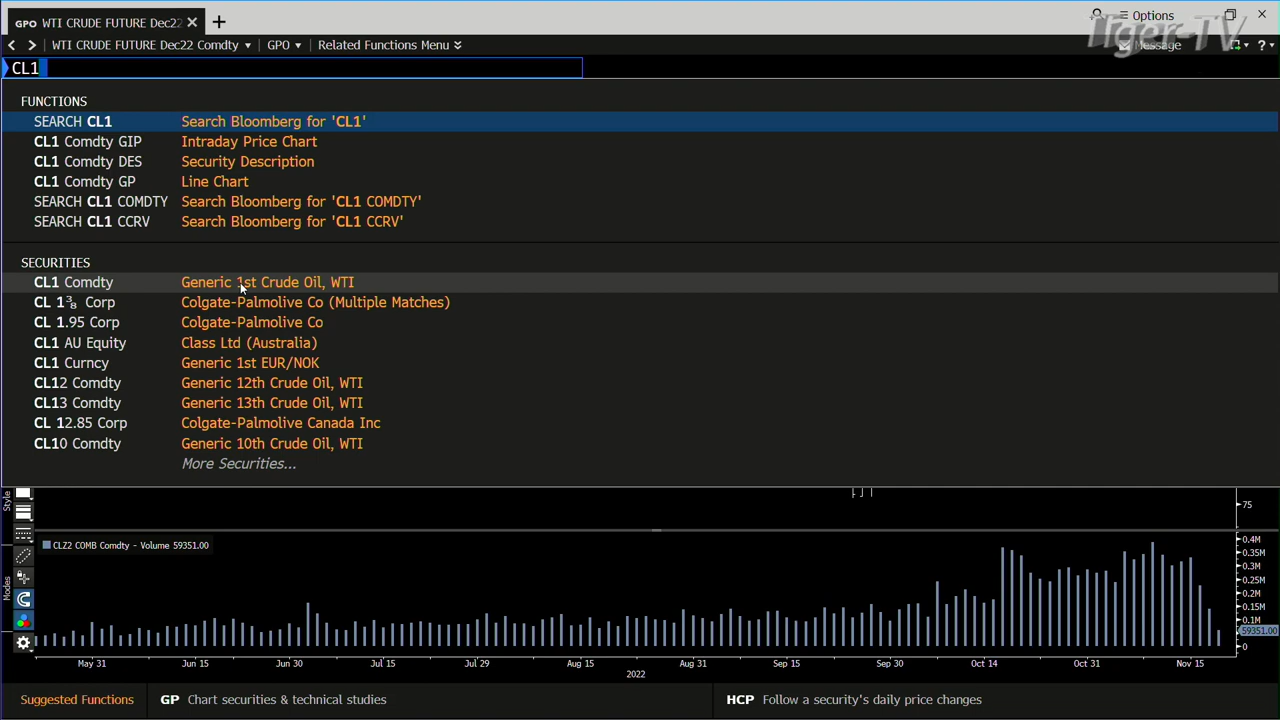 GPO WTI CRUDE FUTURE Dec22
Options
Tiger-TV
WTI CRUDE FUTURE Dec22 Comdty GPO Related Functions Menu
Message
CL1
FUNCTIONS
SEARCH CL1 Search Bloomberg for 'CL1'
CL1 Comdty GIP Intraday Price Chart
CL1 Comdty DES Security Description
CL1 Comdty GP Line Chart
SEARCH CL1 COMDTY Search Bloomberg for 'CL1 COMDTY'
SEARCH CL1 CCRV Search Bloomberg for 'CL1 CCRV'
SECURITIES
CL1 Comdty Generic 1st Crude Oil, WTI
CL 1⅜ Corp Colgate-Palmolive Co (Multiple Matches)
CL 1.95 Corp Colgate-Palmolive Co
CL1 AU Equity Class Ltd (Australia)
CL1 Curncy Generic 1st EUR/NOK
CL12 Comdty Generic 12th Crude Oil, WTI
CL13 Comdty Generic 13th Crude Oil, WTI
CL 12.85 Corp Colgate-Palmolive Canada Inc
CL10 Comdty Generic 10th Crude Oil, WTI
More Securities...
Style
75
CLZ2 COMB Comdty - Volume 59351.00
0.4M
0.35M
0.3M
0.25M
0.2M
0.15M
0.1M
59351.00
0
Modes
May 31 Jun 15 Jun 30 Jul 15 Jul 29 Aug 15 Aug 31 Sep 15 Sep 30 Oct 14 Oct 31 Nov 15
2022
Suggested Functions GP Chart securities & technical studies HCP Follow a security's daily price changes